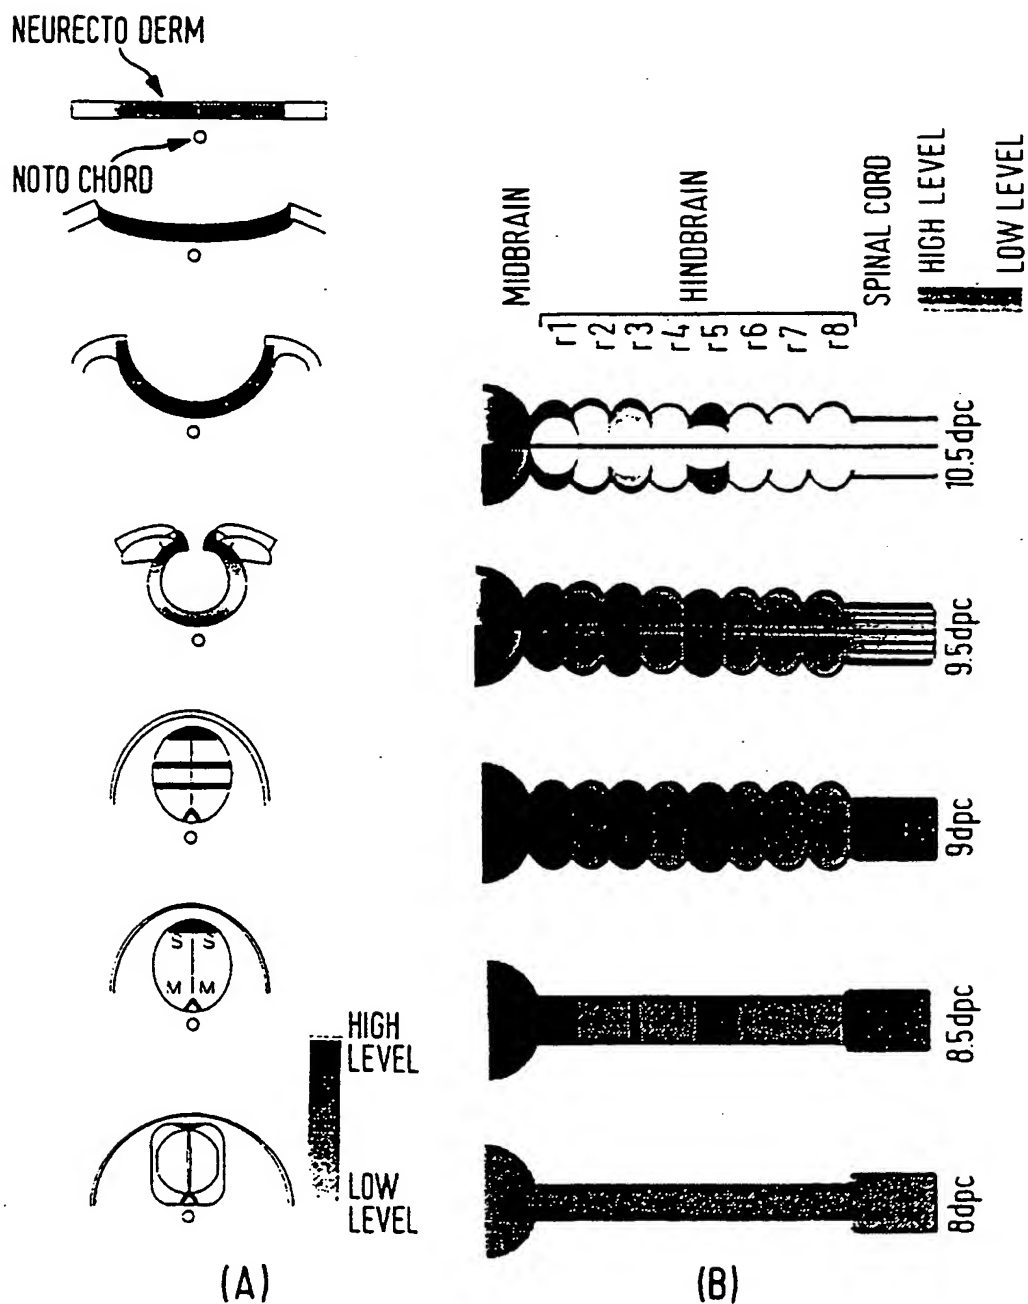 NEURECTO DERM
NOTO CHORD
S S
M M
HIGH
LEVEL
LOW
LEVEL
(A)
MIDBRAIN
HINDBRAIN
r1
r2
r3
r4
r5
r6
r7
r8
SPINAL CORD
HIGH LEVEL
LOW LEVEL
10.5dpc
9.5dpc
9dpc
8.5dpc
8dpc
(B)